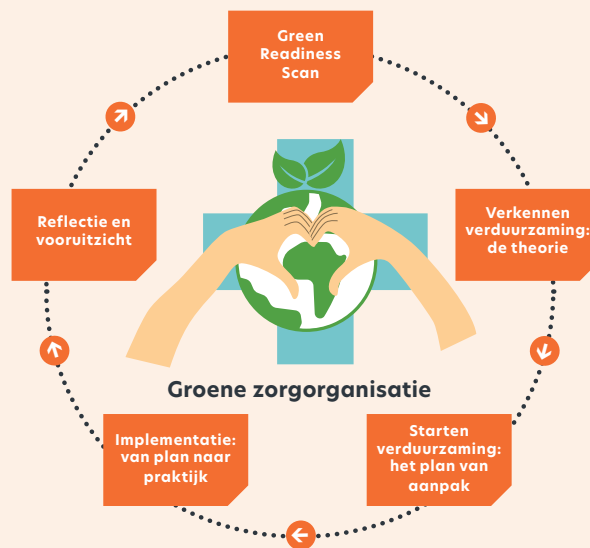 Green
Readiness
Scan
Verkennen
verduurzaming:
de theorie
Starten
verduurzaming:
het plan van
aanpak
Implementatie:
van plan naar
praktijk
Reflectie en
vooruitzicht
Groene zorgorganisatie